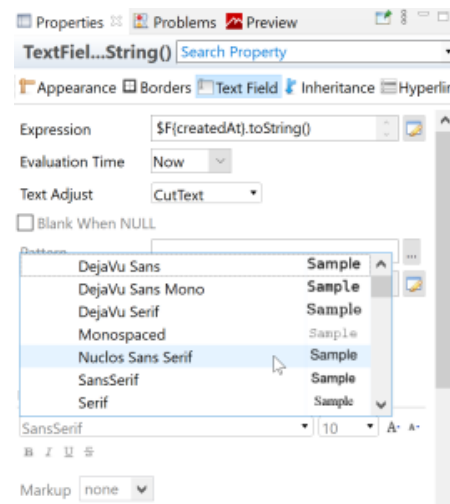 Properties Problems Preview
TextFiel...String() Search Property
Appearance Borders Text Field Inheritance Hyperlin
Expression $F{createdAt}.toString()
Evaluation Time Now
Text Adjust CutText
Blank When NULL
Pattern ...
DejaVu Sans Sample
DejaVu Sans Mono Sample
DejaVu Serif Sample
Monospaced Sample
Nuclos Sans Serif Sample
SansSerif Sample
Serif Sample
SansSerif 10 A A
B I U S
Markup none